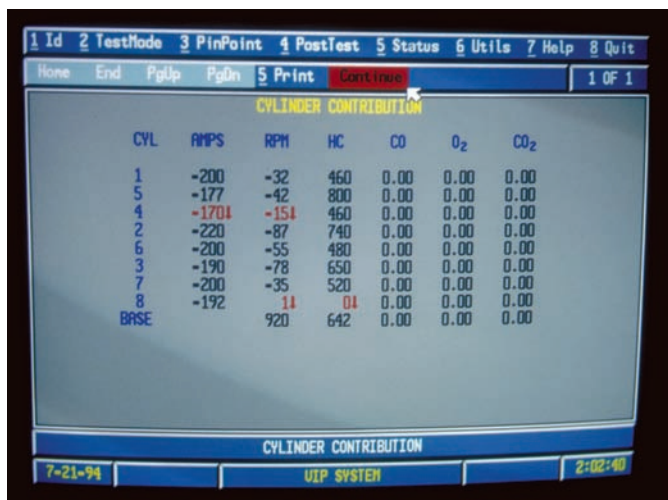 1 Id 2 TestMode 3 PinPoint 4 PostTest 5 Status 6 Utils 7 Help 8 Quit
Home End PgUp PgDn 5 Print Continue 1 OF 1
CYLINDER CONTRIBUTION
CYL AMPS RPM HC CO O₂ CO₂
1 -200 -32 460 0.00 0.00 0.00
5 -177 -42 800 0.00 0.00 0.00
4 -170↓ -15↓ 460 0.00 0.00 0.00
2 -220 -87 740 0.00 0.00 0.00
6 -200 -55 480 0.00 0.00 0.00
3 -190 -78 650 0.00 0.00 0.00
7 -200 -35 520 0.00 0.00 0.00
8 -192 1↓ 0↓ 0.00 0.00 0.00
BASE 920 642 0.00 0.00 0.00
CYLINDER CONTRIBUTION
7-21-94 VIP SYSTEM 2:02:40